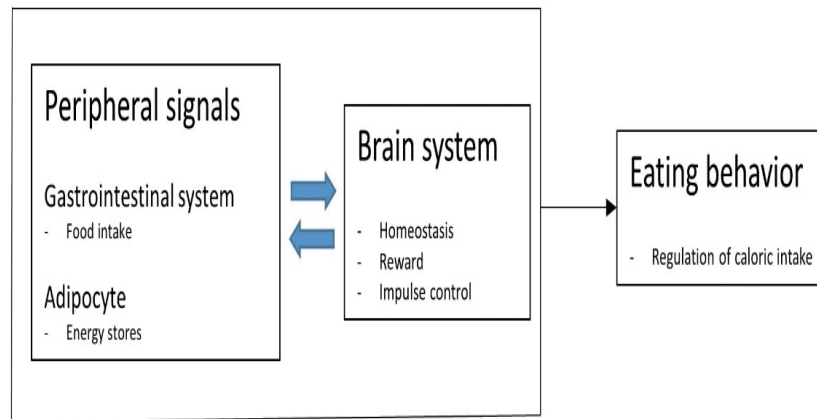 Peripheral signals
Gastrointestinal system
- Food intake
Adipocyte
- Energy stores
Brain system
- Homeostasis
- Reward
- Impulse control
Eating behavior
- Regulation of caloric intake